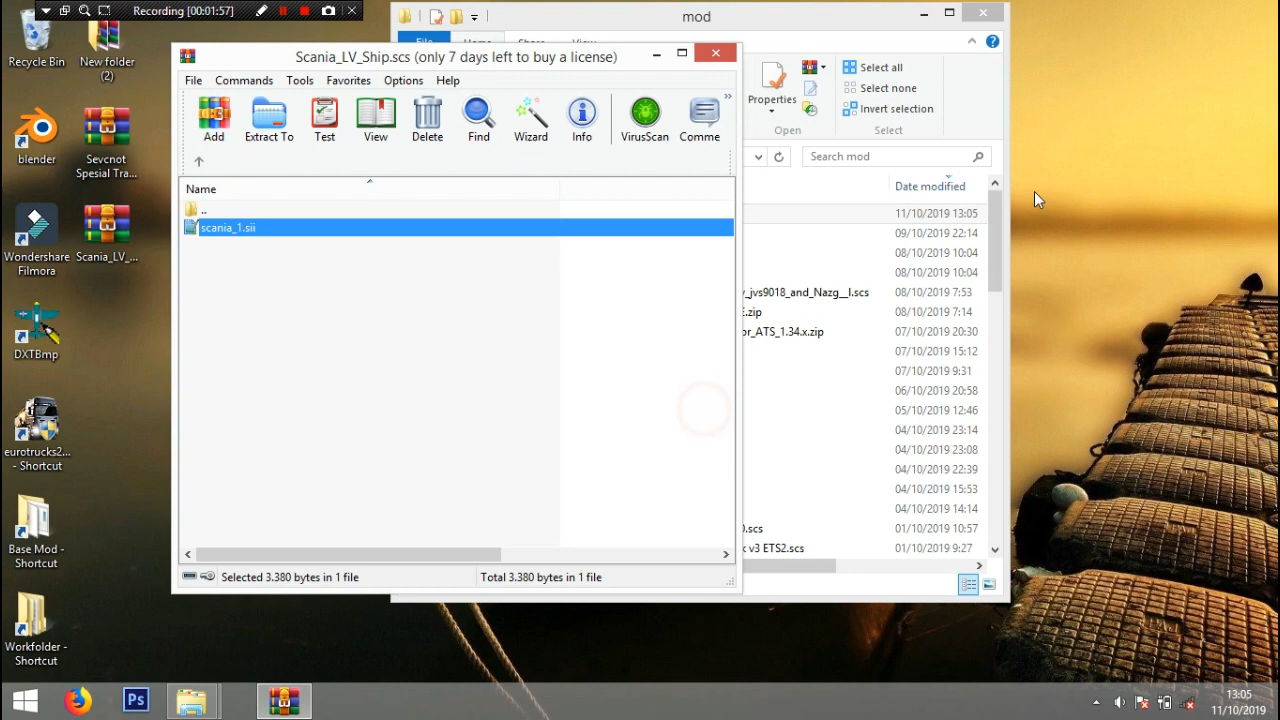 Recording [00:01:57]
mod
File
Home
Share
View
Recycle Bin
New folder
(2)
blender
Sevcnot
Spesial Tra...
Wondershare
Filmora
Scania_LV_...
DXTBmp
eurotrucks2...
- Shortcut
Base Mod -
Shortcut
Workfolder -
Shortcut
Scania_LV_Ship.scs (only 7 days left to buy a license)
File Commands Tools Favorites Options Help
Add Extract To Test View Delete Find Wizard Info VirusScan Comme
Name
..
scania_1.sii
Selected 3.380 bytes in 1 file
Total 3.380 bytes in 1 file
Properties
Open
Select all
Select none
Invert selection
Select
Search mod
Date modified
11/10/2019 13:05
09/10/2019 22:14
08/10/2019 10:04
08/10/2019 10:04
_jvs9018_and_Nazg__l.scs 08/10/2019 7:53
.zip 08/10/2019 7:14
or_ATS_1.34.x.zip 07/10/2019 20:30
07/10/2019 15:12
07/10/2019 9:31
06/10/2019 20:58
05/10/2019 12:46
04/10/2019 23:14
04/10/2019 23:08
04/10/2019 22:39
04/10/2019 15:53
04/10/2019 14:14
.scs 01/10/2019 10:57
v3 ETS2.scs 01/10/2019 9:27
Ps
13:05
11/10/2019